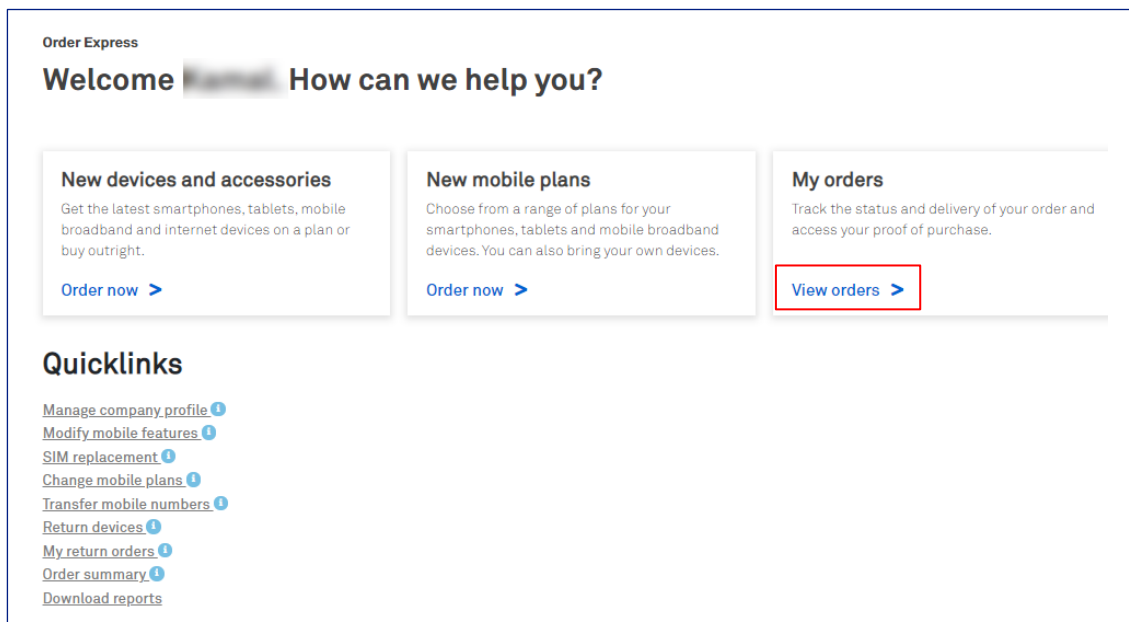 Order Express
Welcome How can we help you?
New devices and accessories
Get the latest smartphones, tablets, mobile
broadband and internet devices on a plan or
buy outright.
Order now >
New mobile plans
Choose from a range of plans for your
smartphones, tablets and mobile broadband
devices. You can also bring your own devices.
Order now >
My orders
Track the status and delivery of your order and
access your proof of purchase.
View orders >
Quicklinks
Manage company profile i
Modify mobile features i
SIM replacement i
Change mobile plans i
Transfer mobile numbers i
Return devices i
My return orders i
Order summary i
Download reports